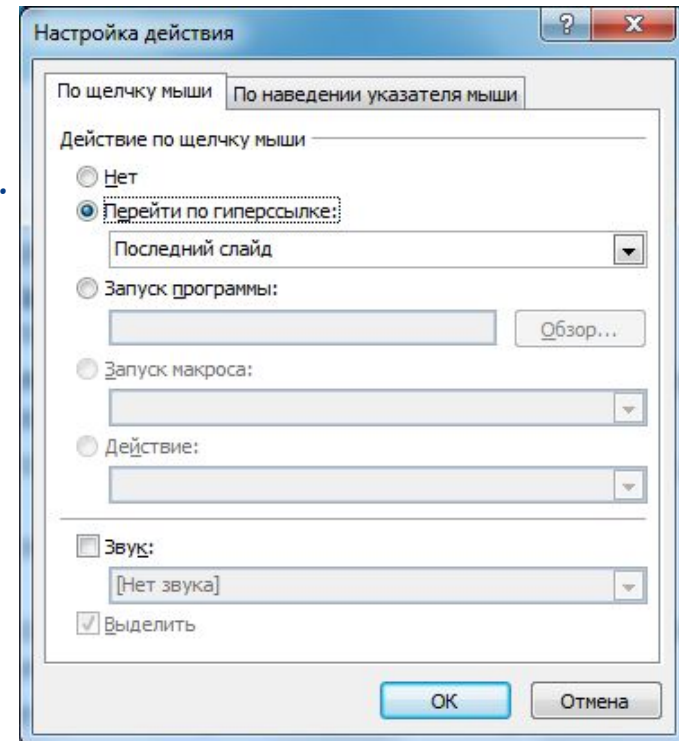 Настройка действия
По щелчку мыши
По наведении указателя мыши
Действие по щелчку мыши
Нет
Перейти по гиперссылке:
Последний слайд
Запуск программы:
Обзор...
Запуск макроса:
Действие:
Звук:
[Нет звука]
Выделить
ОК
Отмена